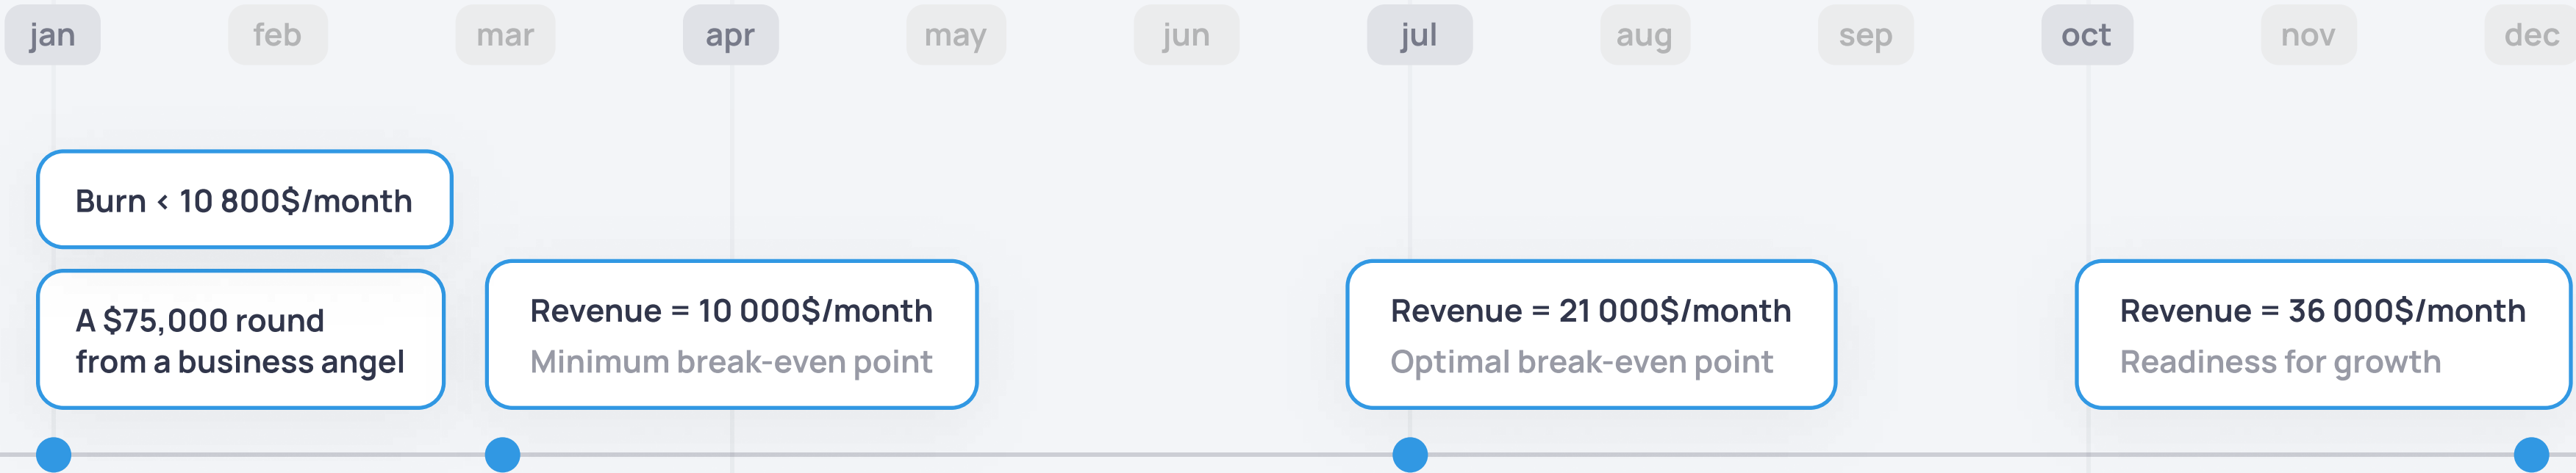 jan
feb
mar
apr
may
jun
jul
aug
sep
oct
nov
dec
Burn < 10 800$/month
A $75,000 round
from a business angel
Revenue = 10 000$/month
Minimum break-even point
Revenue = 21 000$/month
Optimal break-even point
Revenue = 36 000$/month
Readiness for growth